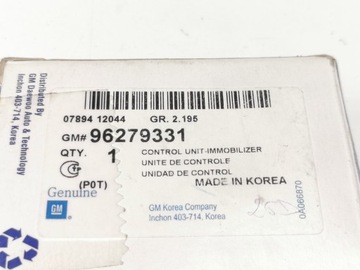 Distributed By
GM Daewoo Auto & Technology
Inchon 403-714, Korea
07894 12044 GR. 2.195
GM# 96279331
QTY. 1
CONTROL UNIT-IMMOBILIZER
UNITE DE CONTROLE
UNIDAD DE CONTROL
(P0T) MADE IN KOREA
Genuine
GM
GM Korea Company
Inchon 403-714, Korea
0A066870